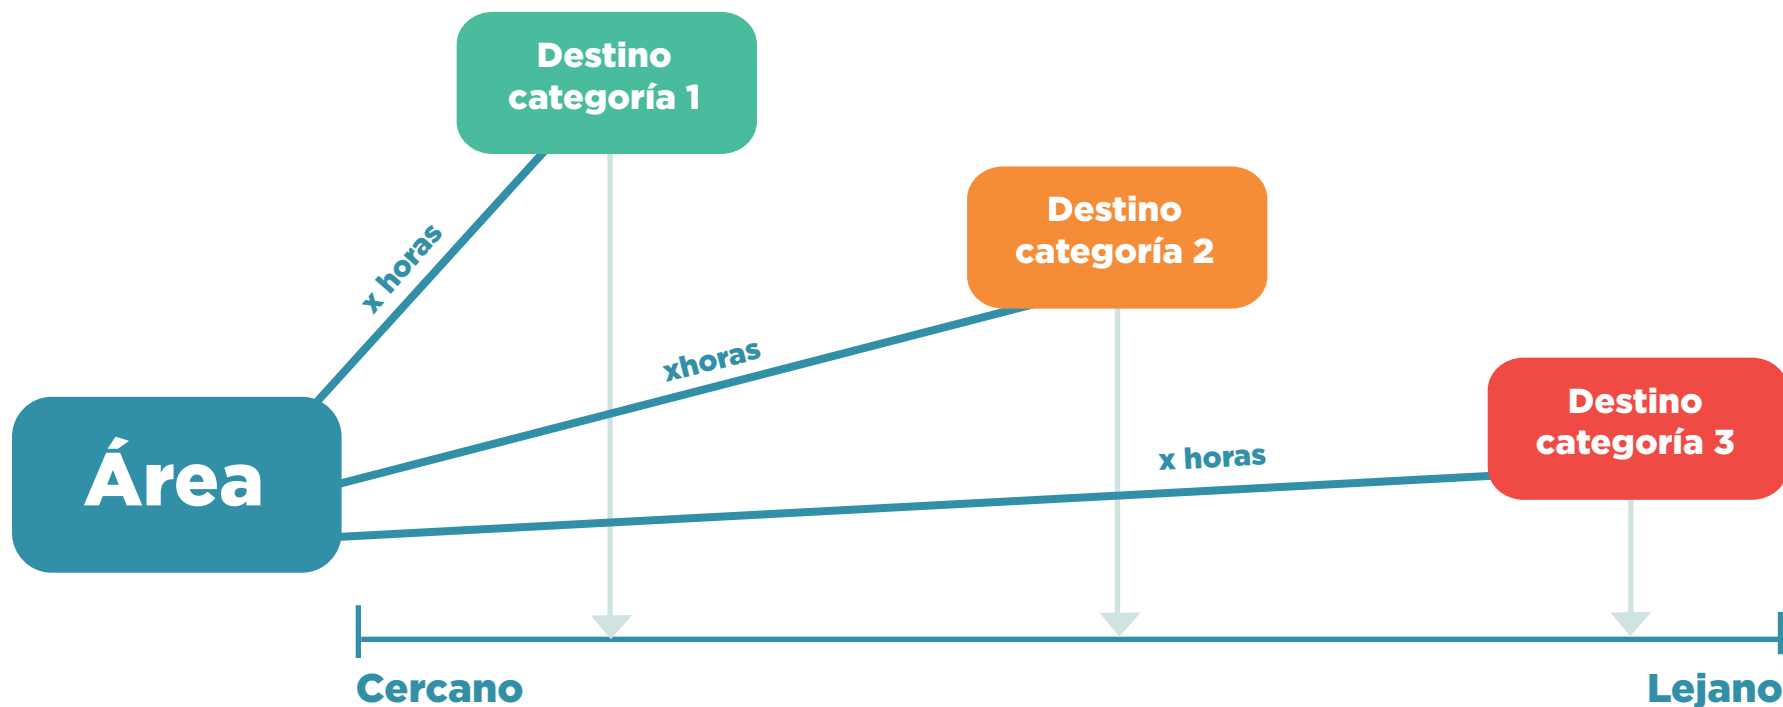 Destino
categoría 1
Destino
categoría 2
x horas
xhoras
Destino
categoría 3
x horas
Área
Cercano
Lejano